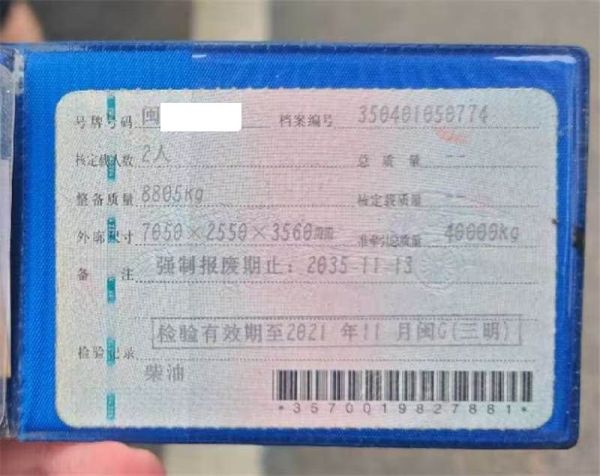 号牌号码 闽 档案编号 350401050774
核定载人数 2人 总质量 --
整备质量 8805kg 核定载质量 --
外廓尺寸 7050×2550×3560mm 准牵引总质量 40000kg
备注 强制报废期止：2035-11-13
检验有效期至2021 年11 月闽G(三明)
检验记录
柴油
*3570019827881*